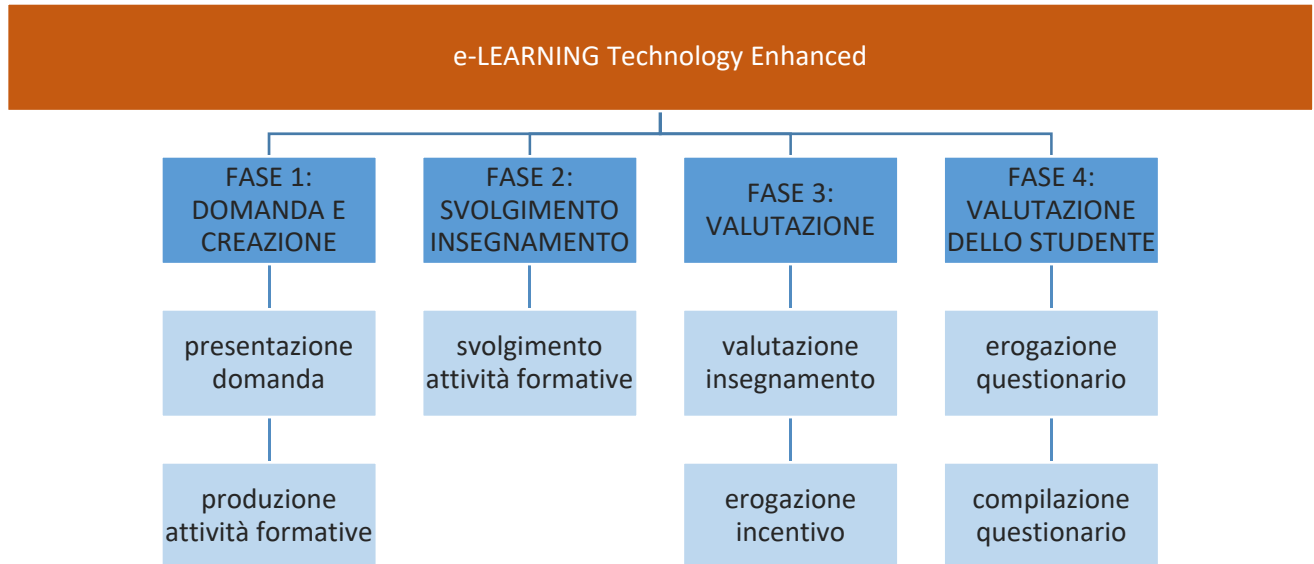 e-LEARNING Technology Enhanced
FASE 1:
DOMANDA E
CREAZIONE
presentazione
domanda
produzione
attività formative
FASE 2:
SVOLGIMENTO
INSEGNAMENTO
svolgimento
attività formative
FASE 3:
VALUTAZIONE
valutazione
insegnamento
erogazione
incentivo
FASE 4:
VALUTAZIONE
DELLO STUDENTE
erogazione
questionario
compilazione
questionario